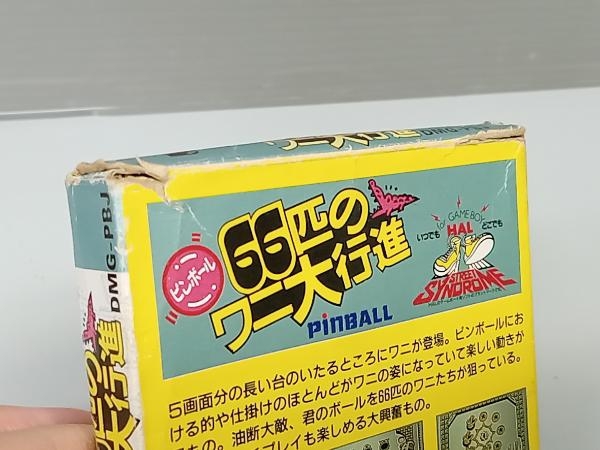 ワニ大行進 DMG-PBJ
DMG-PBJ
の大行進
ピンボール
66匹の
ワニ大行進
PINBALL
for GAMEBOY
いつでも HAL どこでも
STREET
SYNDROME
5画面分の長い台のいたるところにワニが登場。ピンボールにお
ける的や仕掛けのほとんどがワニの姿になっていて楽しい動きが
もの。油断大敵、君のボールを66匹のワニたちが狙っている。
プレイも楽しめる大興奮もの。